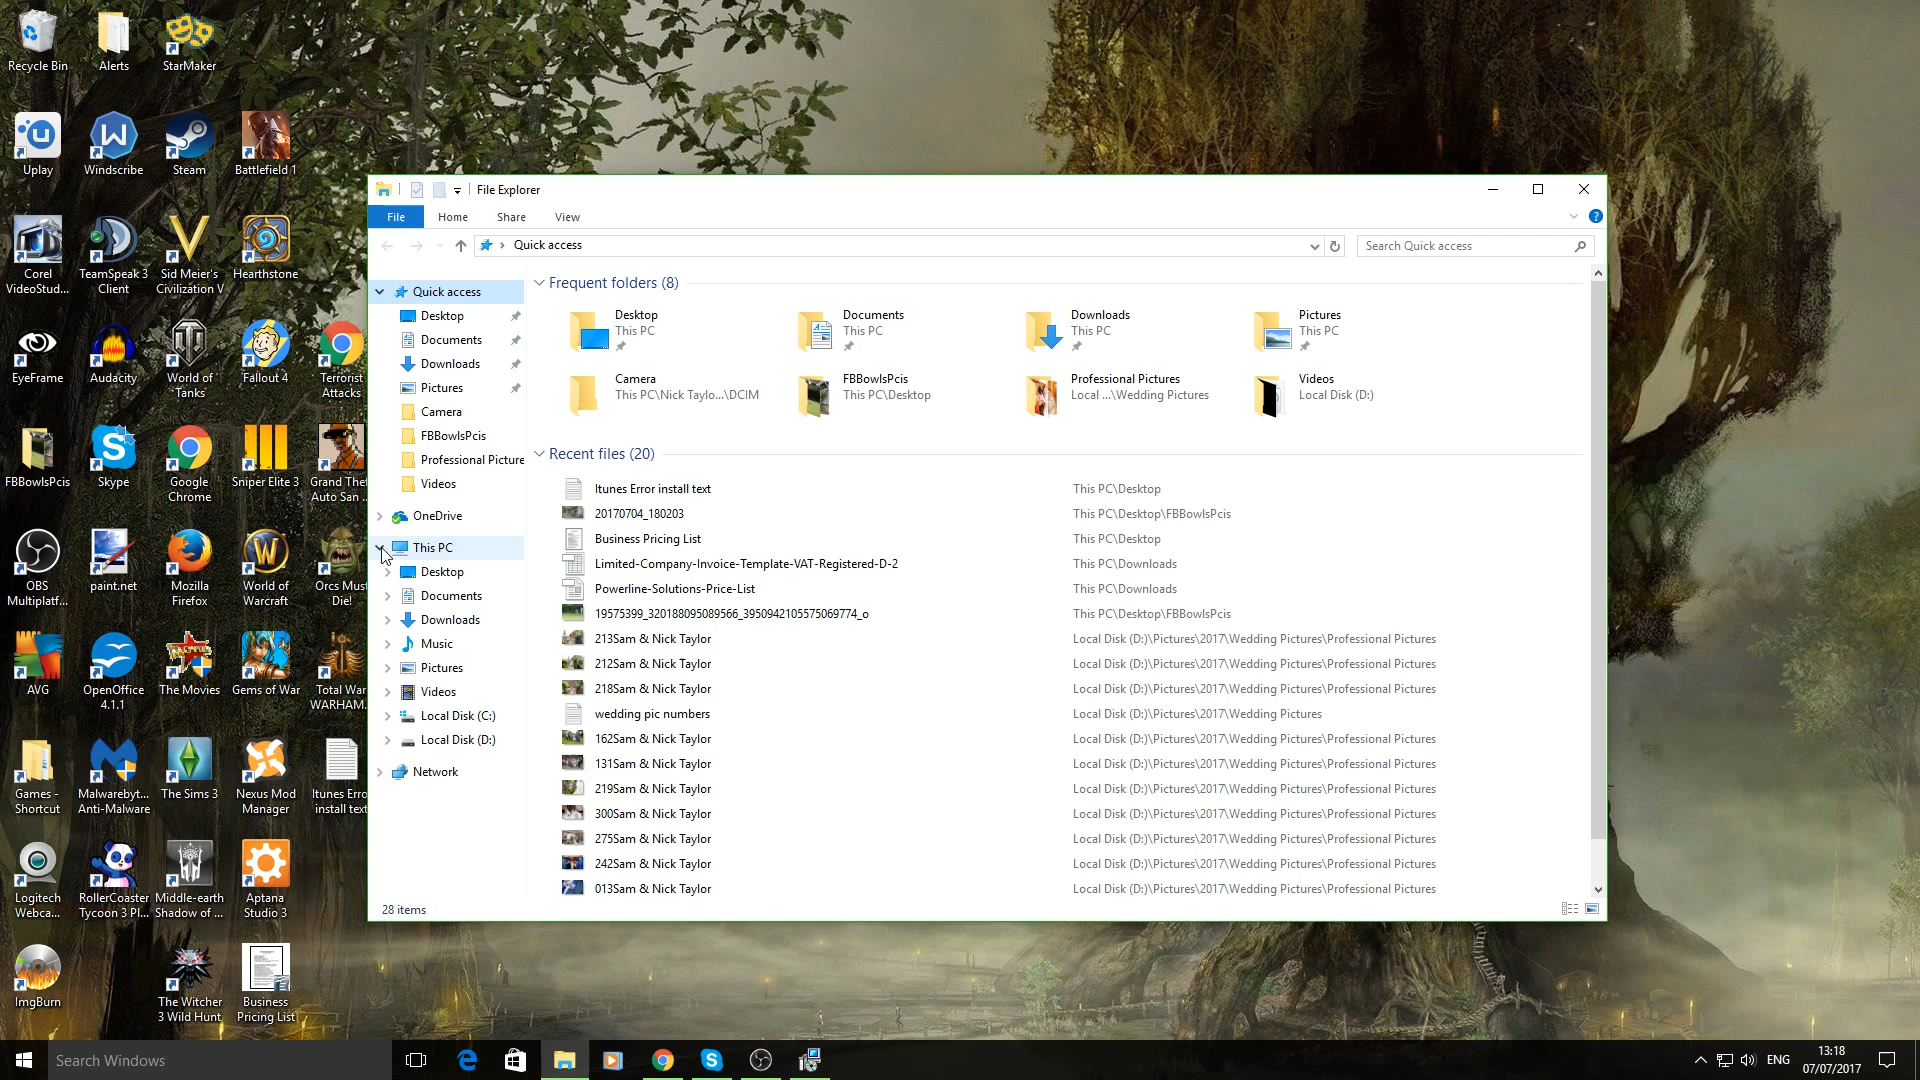 Recycle Bin
Alerts
StarMaker
Uplay
Windscribe
Steam
Battlefield 1
Corel
VideoStud...
TeamSpeak 3
Client
Sid Meier's
Civilization V
Hearthstone
EyeFrame
Audacity
World of
Tanks
Fallout 4
Terrorist
Attacks
FBBowlsPcis
Skype
Google
Chrome
Sniper Elite 3
Grand Thef
Auto San ...
OBS
Multiplatf...
paint.net
Mozilla
Firefox
World of
Warcraft
Orcs Must
Die!
AVG
OpenOffice
4.1.1
The Movies
Gems of War
Total War
WARHAM...
Games -
Shortcut
Malwarebyt...
Anti-Malware
The Sims 3
Nexus Mod
Manager
Itunes Erro
install text
Logitech
Webca...
RollerCoaster
Tycoon 3 Pl...
Middle-earth
Shadow of ...
Aptana
Studio 3
ImgBurn
The Witcher
3 Wild Hunt
Business
Pricing List
File Explorer
File
Home
Share
View
Quick access
Search Quick access
Quick access
Desktop
Documents
Downloads
Pictures
Camera
FBBowlsPcis
Professional Picture
Videos
OneDrive
This PC
Desktop
Documents
Downloads
Music
Pictures
Videos
Local Disk (C:)
Local Disk (D:)
Network
Frequent folders (8)
Desktop
This PC
Documents
This PC
Downloads
This PC
Pictures
This PC
Camera
This PC\Nick Taylo...\DCIM
FBBowlsPcis
This PC\Desktop
Professional Pictures
Local ...\Wedding Pictures
Videos
Local Disk (D:)
Recent files (20)
Itunes Error install text This PC\Desktop
20170704_180203 This PC\Desktop\FBBowlsPcis
Business Pricing List This PC\Desktop
Limited-Company-Invoice-Template-VAT-Registered-D-2 This PC\Downloads
Powerline-Solutions-Price-List This PC\Downloads
19575399_320188095089566_3950942105575069774_o This PC\Desktop\FBBowlsPcis
213Sam & Nick Taylor Local Disk (D:)\Pictures\2017\Wedding Pictures\Professional Pictures
212Sam & Nick Taylor Local Disk (D:)\Pictures\2017\Wedding Pictures\Professional Pictures
218Sam & Nick Taylor Local Disk (D:)\Pictures\2017\Wedding Pictures\Professional Pictures
wedding pic numbers Local Disk (D:)\Pictures\2017\Wedding Pictures
162Sam & Nick Taylor Local Disk (D:)\Pictures\2017\Wedding Pictures\Professional Pictures
131Sam & Nick Taylor Local Disk (D:)\Pictures\2017\Wedding Pictures\Professional Pictures
219Sam & Nick Taylor Local Disk (D:)\Pictures\2017\Wedding Pictures\Professional Pictures
300Sam & Nick Taylor Local Disk (D:)\Pictures\2017\Wedding Pictures\Professional Pictures
275Sam & Nick Taylor Local Disk (D:)\Pictures\2017\Wedding Pictures\Professional Pictures
242Sam & Nick Taylor Local Disk (D:)\Pictures\2017\Wedding Pictures\Professional Pictures
013Sam & Nick Taylor Local Disk (D:)\Pictures\2017\Wedding Pictures\Professional Pictures
28 items
Search Windows
ENG
13:18
07/07/2017